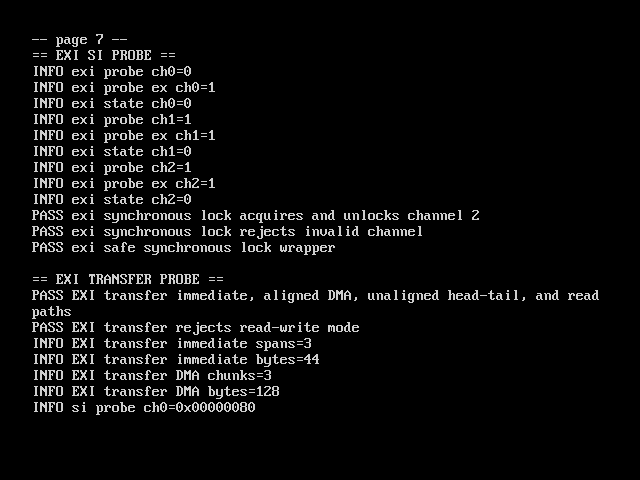 -- page 7 --
== EXI SI PROBE ==
INFO exi probe ch0=0
INFO exi probe ex ch0=1
INFO exi state ch0=0
INFO exi probe ch1=1
INFO exi probe ex ch1=1
INFO exi state ch1=0
INFO exi probe ch2=1
INFO exi probe ex ch2=1
INFO exi state ch2=0
PASS exi synchronous lock acquires and unlocks channel 2
PASS exi synchronous lock rejects invalid channel
PASS exi safe synchronous lock wrapper
== EXI TRANSFER PROBE ==
PASS EXI transfer immediate, aligned DMA, unaligned head-tail, and read
paths
PASS EXI transfer rejects read-write mode
INFO EXI transfer immediate spans=3
INFO EXI transfer immediate bytes=44
INFO EXI transfer DMA chunks=3
INFO EXI transfer DMA bytes=128
INFO si probe ch0=0x00000080